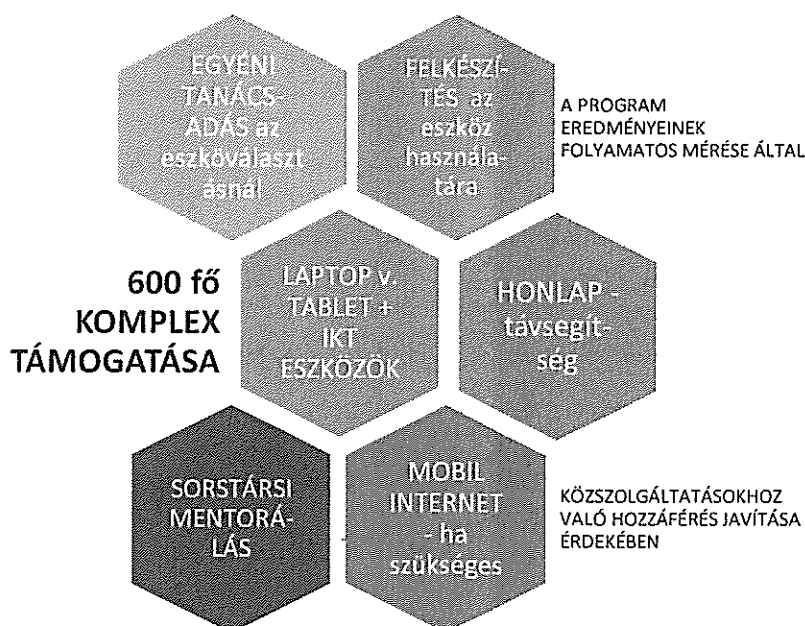 EGYÉNI
TANÁCS-
ADÁS az
eszkóválaszt
ásnál
FELKÉSZÍ-
TÉS az
eszköz
használa-
tára
A PROGRAM
EREDMÉNYEINEK
FOLYAMATOS MÉRÉSE ÁLTAL
600 fő
KOMPLEX
TÁMOGATÁSA
LAPTOP v.
TABLET +
IKT
ESZKÖZÖK
HONLAP -
távsegít-
ség
SORSTÁRSI
MENTORÁ-
LÁS
MOBIL
INTERNET
- ha
szükséges
KÖZSZOLGÁLTATÁSOKHOZ
VALÓ HOZZÁFÉRÉS JAVÍTÁSA
ÉRDEKÉBEN